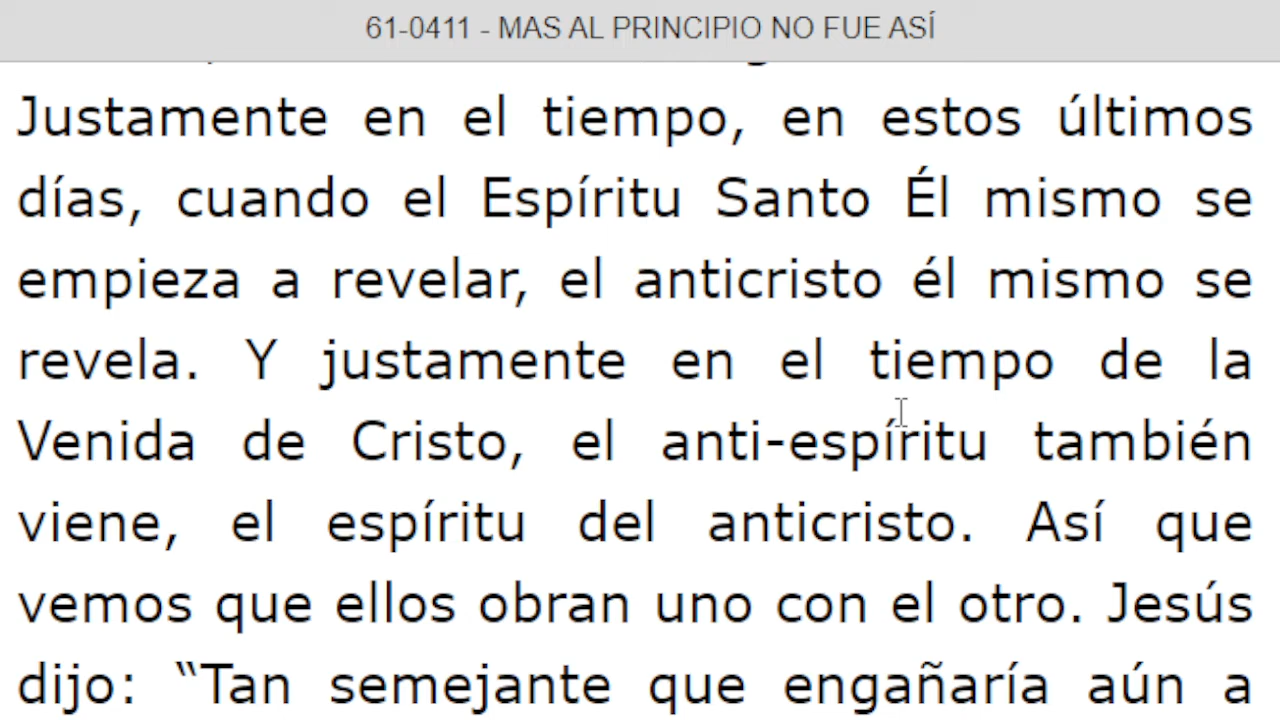 61-0411 - MAS AL PRINCIPIO NO FUE ASÍ
Justamente en el tiempo, en estos últimos
días, cuando el Espíritu Santo Él mismo se
empieza a revelar, el anticristo él mismo se
revela. Y justamente en el tiempo de la
Venida de Cristo, el anti-espíritu también
viene, el espíritu del anticristo. Así que
vemos que ellos obran uno con el otro. Jesús
dijo: “Tan semejante que engañaría aún a